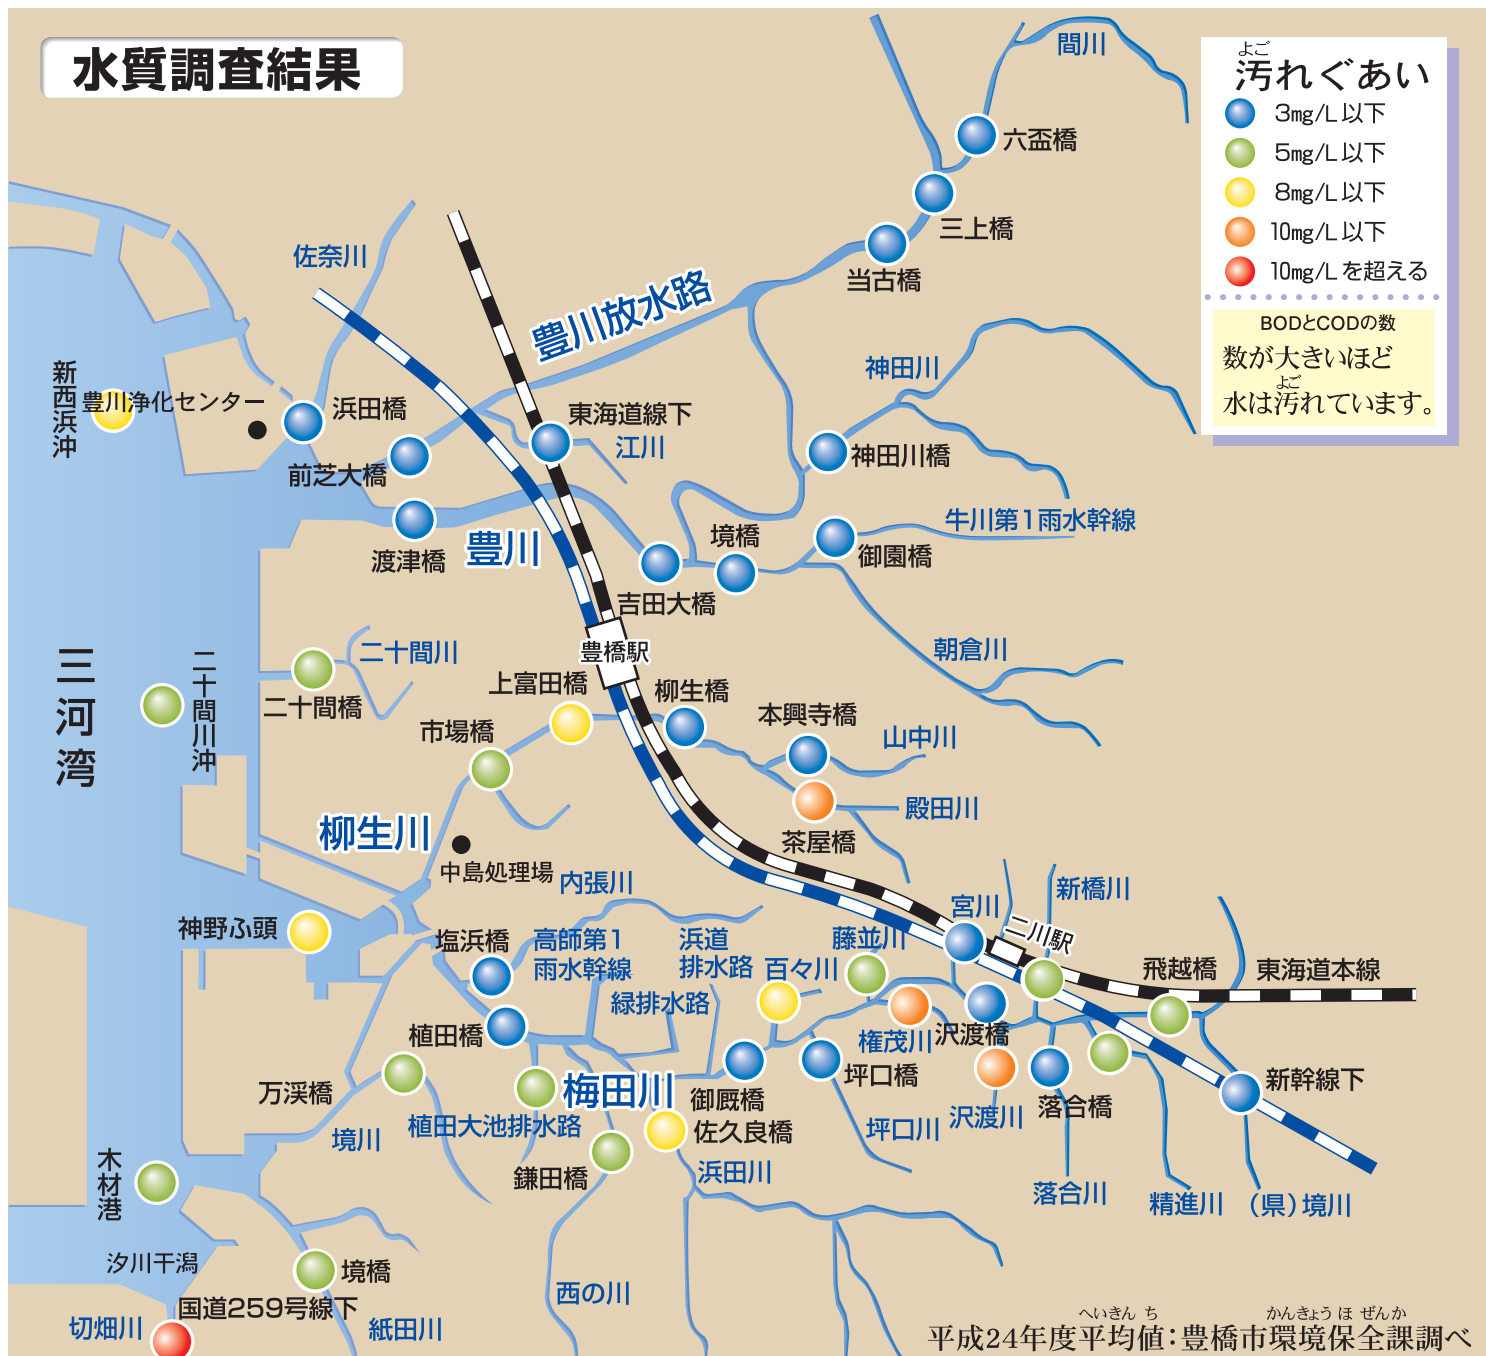 水質調査結果
よご
汚れぐあい
3mg/L以下
5mg/L以下
8mg/L以下
10mg/L以下
10mg/Lを超える
BODとCODの数
数が大きいほど
よご
水は汚れています。
間川
六盃橋
三上橋
当古橋
佐奈川
豊川放水路
神田川
新西浜沖
豊川浄化センター
浜田橋
東海道線下
江川
前芝大橋
神田川橋
渡津橋
豊川
牛川第1雨水幹線
境橋
御園橋
吉田大橋
豊橋駅
朝倉川
三河湾
二十間川沖
二十間川
二十間橋
上富田橋
柳生橋
市場橋
本興寺橋
山中川
殿田川
茶屋橋
柳生川
中島処理場
内張川
宮川
新橋川
二川駅
神野ふ頭
塩浜橋
高師第1
雨水幹線
浜道
排水路
百々川
藤並川
飛越橋
東海道本線
緑排水路
植田橋
権茂川
沢渡橋
坪口橋
万渓橋
梅田川
御厩橋
落合橋
新幹線下
境川
植田大池排水路
佐久良橋
坪口川
沢渡川
鎌田橋
浜田川
落合川
精進川
(県)境川
木材港
汐川干潟
境橋
国道259号線下
切畑川
紙田川
西の川
へいきんち
かんきょうほぜんか
平成24年度平均値：豊橋市環境保全課調べ